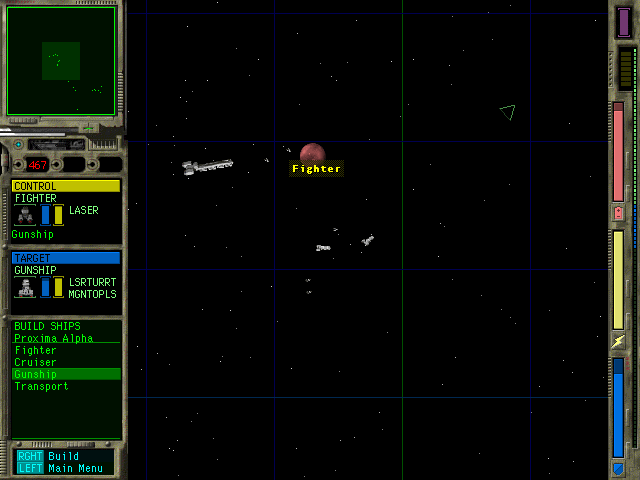 467
CONTROL
FIGHTER
LASER
Gunship
TARGET
GUNSHIP
LSRTURRT
MGNTOPLS
BUILD SHIPS
Proxima Alpha
Fighter
Cruiser
Gunship
Transport
RGHT Build
LEFT Main Menu
Fighter